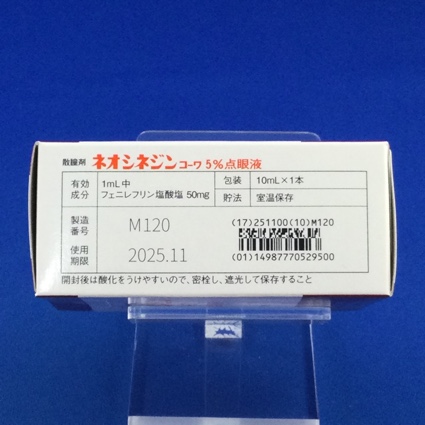 散瞳剤 ネオシネジンコーワ5%点眼液
有効成分 1mL中 フェニレフリン塩酸塩 50mg
包装 10mL×1本
貯法 室温保存
製造番号 M120
使用期限 2025.11
(17)251100(10)M120
(01)14987770529500
開封後は酸化をうけやすいので、密栓し、遮光して保存すること